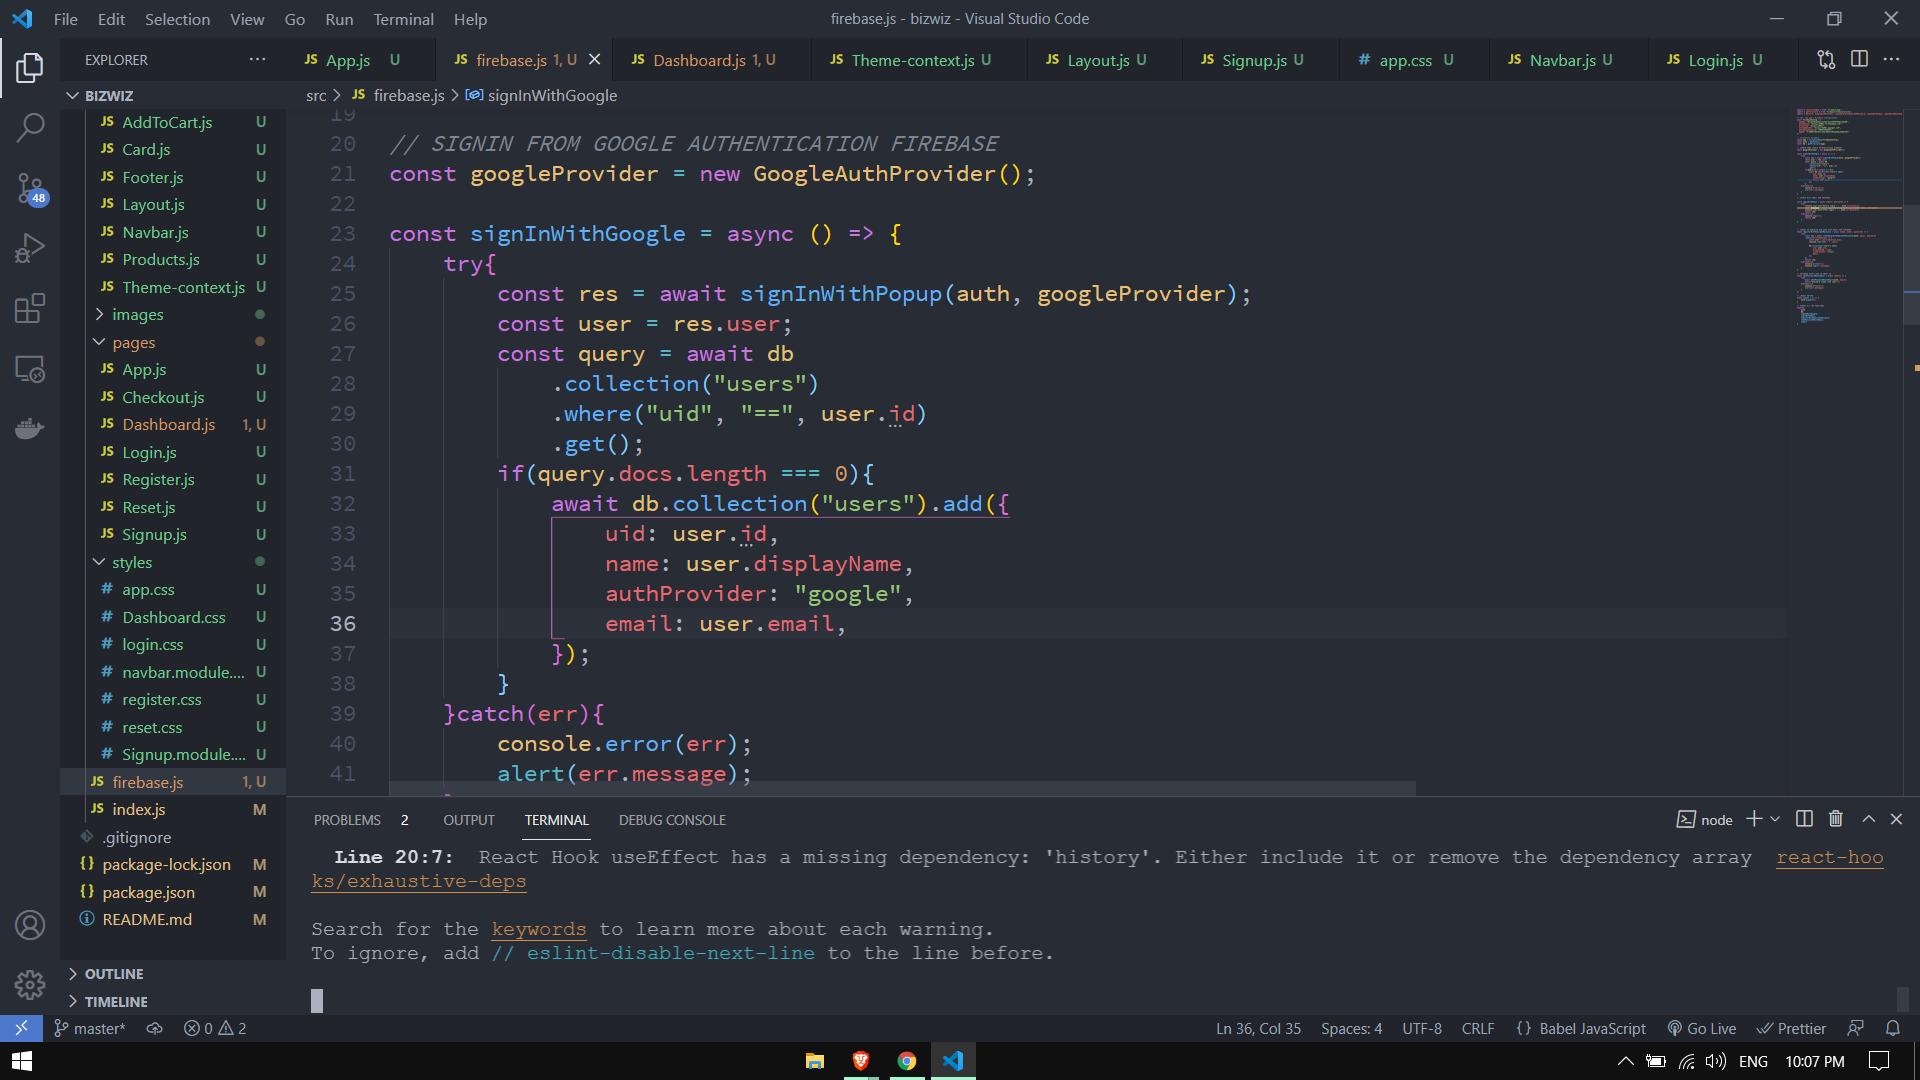 File Edit Selection View Go Run Terminal Help
firebase.js - bizwiz - Visual Studio Code
EXPLORER ···
JS App.js U
JS firebase.js 1, U
JS Dashboard.js 1, U
JS Theme-context.js U
JS Layout.js U
JS Signup.js U
# app.css U
JS Navbar.js U
JS Login.js U
BIZWIZ
JS AddToCart.js U
JS Card.js U
JS Footer.js U
JS Layout.js U
JS Navbar.js U
JS Products.js U
JS Theme-context.js U
images
pages
JS App.js U
JS Checkout.js U
JS Dashboard.js 1, U
JS Login.js U
JS Register.js U
JS Reset.js U
JS Signup.js U
styles
# app.css U
# Dashboard.css U
# login.css U
# navbar.module.... U
# register.css U
# reset.css U
# Signup.module.... U
JS firebase.js 1, U
JS index.js M
.gitignore
{} package-lock.json M
{} package.json M
README.md M
OUTLINE
TIMELINE
48
src > JS firebase.js > signInWithGoogle
19
20 // SIGNIN FROM GOOGLE AUTHENTICATION FIREBASE
21 const googleProvider = new GoogleAuthProvider();
22
23 const signInWithGoogle = async () => {
24 try{
25 const res = await signInWithPopup(auth, googleProvider);
26 const user = res.user;
27 const query = await db
28 .collection("users")
29 .where("uid", "==", user.id)
30 .get();
31 if(query.docs.length === 0){
32 await db.collection("users").add({
33 uid: user.id,
34 name: user.displayName,
35 authProvider: "google",
36 email: user.email,
37 });
38 }
39 }catch(err){
40 console.error(err);
41 alert(err.message);
PROBLEMS 2 OUTPUT TERMINAL DEBUG CONSOLE
node
Line 20:7: React Hook useEffect has a missing dependency: 'history'. Either include it or remove the dependency array react-hoo
ks/exhaustive-deps
Search for the keywords to learn more about each warning.
To ignore, add // eslint-disable-next-line to the line before.
master* 0 2
Ln 36, Col 35 Spaces: 4 UTF-8 CRLF {} Babel JavaScript Go Live Prettier
ENG 10:07 PM